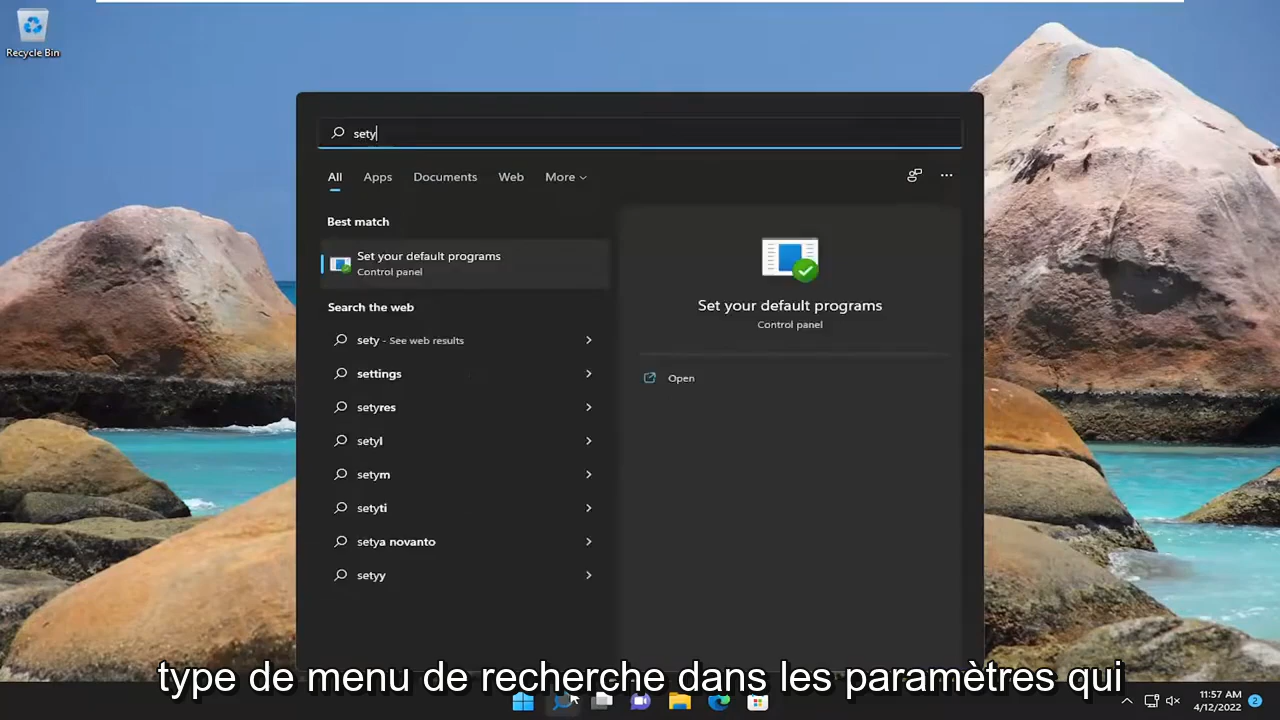 Recycle Bin
sety
All Apps Documents Web More
Best match
Set your default programs
Control panel
Search the web
sety - See web results
settings
setyres
setyl
setym
setyti
setya novanto
setyy
Set your default programs
Control panel
Open
type de menu de recherche dans les paramètres qui
11:57 AM
4/12/2022
2